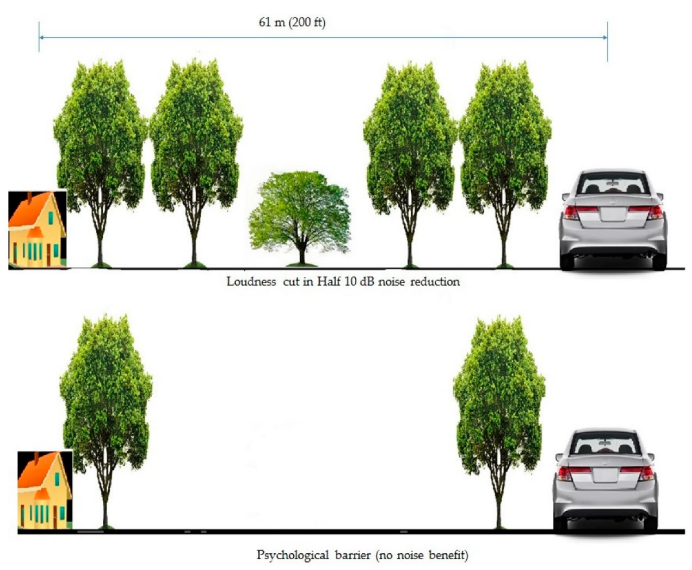 61 m (200 ft)
Loudness cut in Half 10 dB noise reduction
Psychological barrier (no noise benefit)